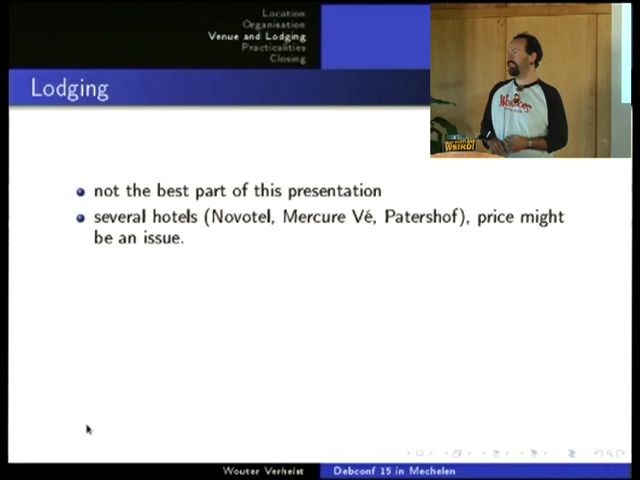 Location
Organisation
Venue and Lodging
Practicalities
Closing
Lodging
not the best part of this presentation
several hotels (Novotel, Mercure Vé, Patershof), price might
be an issue.
Wouter Verhelst
Debconf 15 in Mechelen